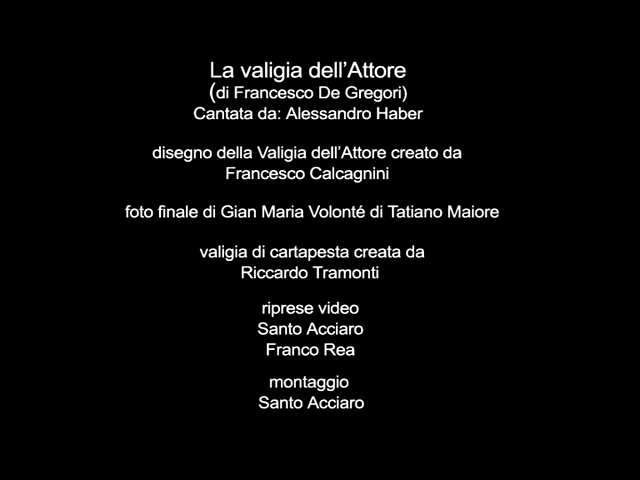 La valigia dell'Attore
(di Francesco De Gregori)
Cantata da: Alessandro Haber
disegno della Valigia dell'Attore creato da
Francesco Calcagnini
foto finale di Gian Maria Volonté di Tatiano Maiore
valigia di cartapesta creata da
Riccardo Tramonti
riprese video
Santo Acciaro
Franco Rea
montaggio
Santo Acciaro